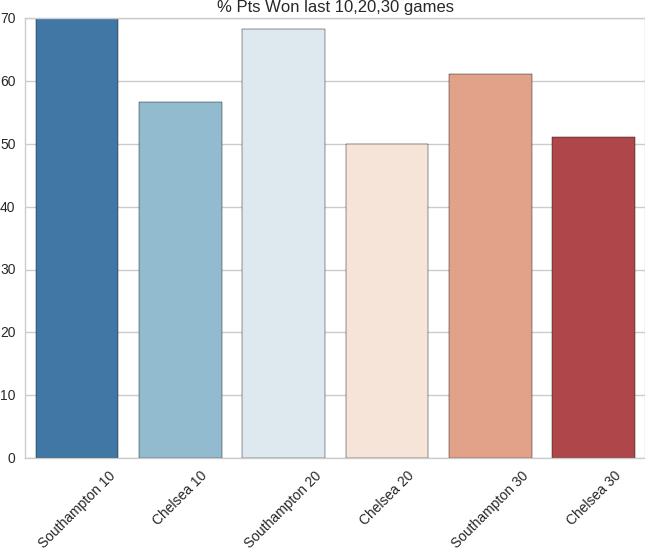 % Pts Won last 10,20,30 games
70
60
50
40
30
20
10
0
Southampton 10
Chelsea 10
Southampton 20
Chelsea 20
Southampton 30
Chelsea 30